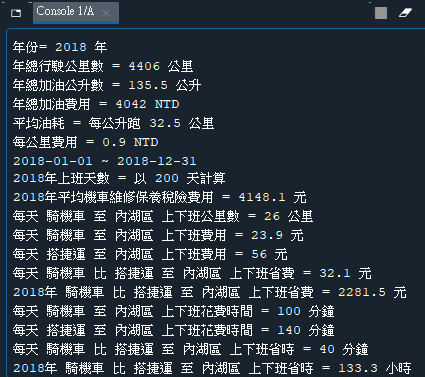 Console 1/A
年份= 2018 年
年總行駛公里數 = 4406 公里
年總加油公升數 = 135.5 公升
年總加油費用 = 4042 NTD
平均油耗 = 每公升跑 32.5 公里
每公里費用 = 0.9 NTD
2018-01-01 ~ 2018-12-31
2018年上班天數 = 以 200 天計算
2018年平均機車維修保養稅險費用 = 4148.1 元
每天 騎機車 至 內湖區 上下班公里數 = 26 公里
每天 騎機車 至 內湖區 上下班費用 = 23.9 元
每天 搭捷運 至 內湖區 上下班費用 = 56 元
每天 騎機車 比 搭捷運 至 內湖區 上下班省費 = 32.1 元
2018年 騎機車 比 搭捷運 至 內湖區 上下班省費 = 2281.5 元
每天 騎機車 至 內湖區 上下班花費時間 = 100 分鐘
每天 搭捷運 至 內湖區 上下班花費時間 = 140 分鐘
每天 騎機車 比 搭捷運 至 內湖區 上下班省時 = 40 分鐘
2018年 騎機車 比 搭捷運 至 內湖區 上下班省時 = 133.3 小時